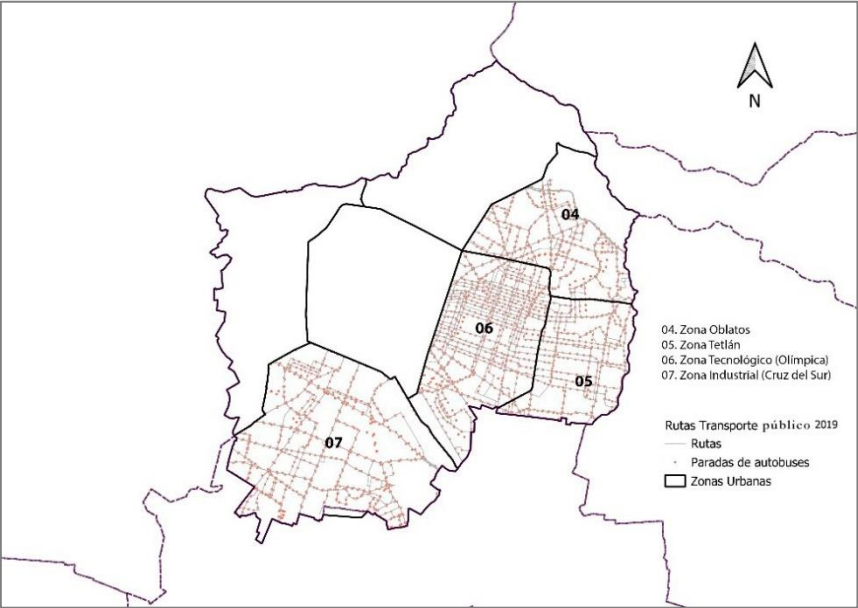 N
04
06
05
07
04. Zona Oblatos
05. Zona Tetlán
06. Zona Tecnológico (Olímpica)
07. Zona Industrial (Cruz del Sur)
Rutas Transporte público 2019
Rutas
Paradas de autobuses
Zonas Urbanas